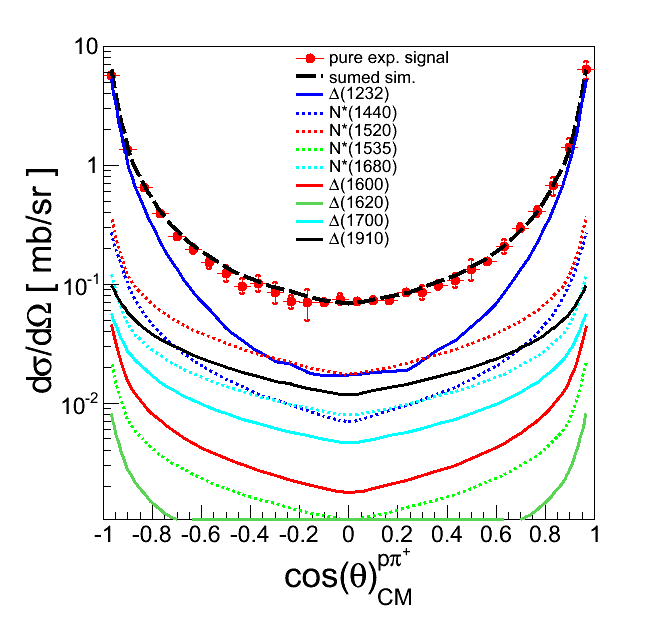 10
1
10⁻¹
10⁻²
dσ/dΩ [ mb/sr ]
pure exp. signal
sumed sim.
Δ(1232)
N*(1440)
N*(1520)
N*(1535)
N*(1680)
Δ(1600)
Δ(1620)
Δ(1700)
Δ(1910)
-1 -0.8 -0.6 -0.4 -0.2 0 0.2 0.4 0.6 0.8 1
cos(θ)CM pπ⁺